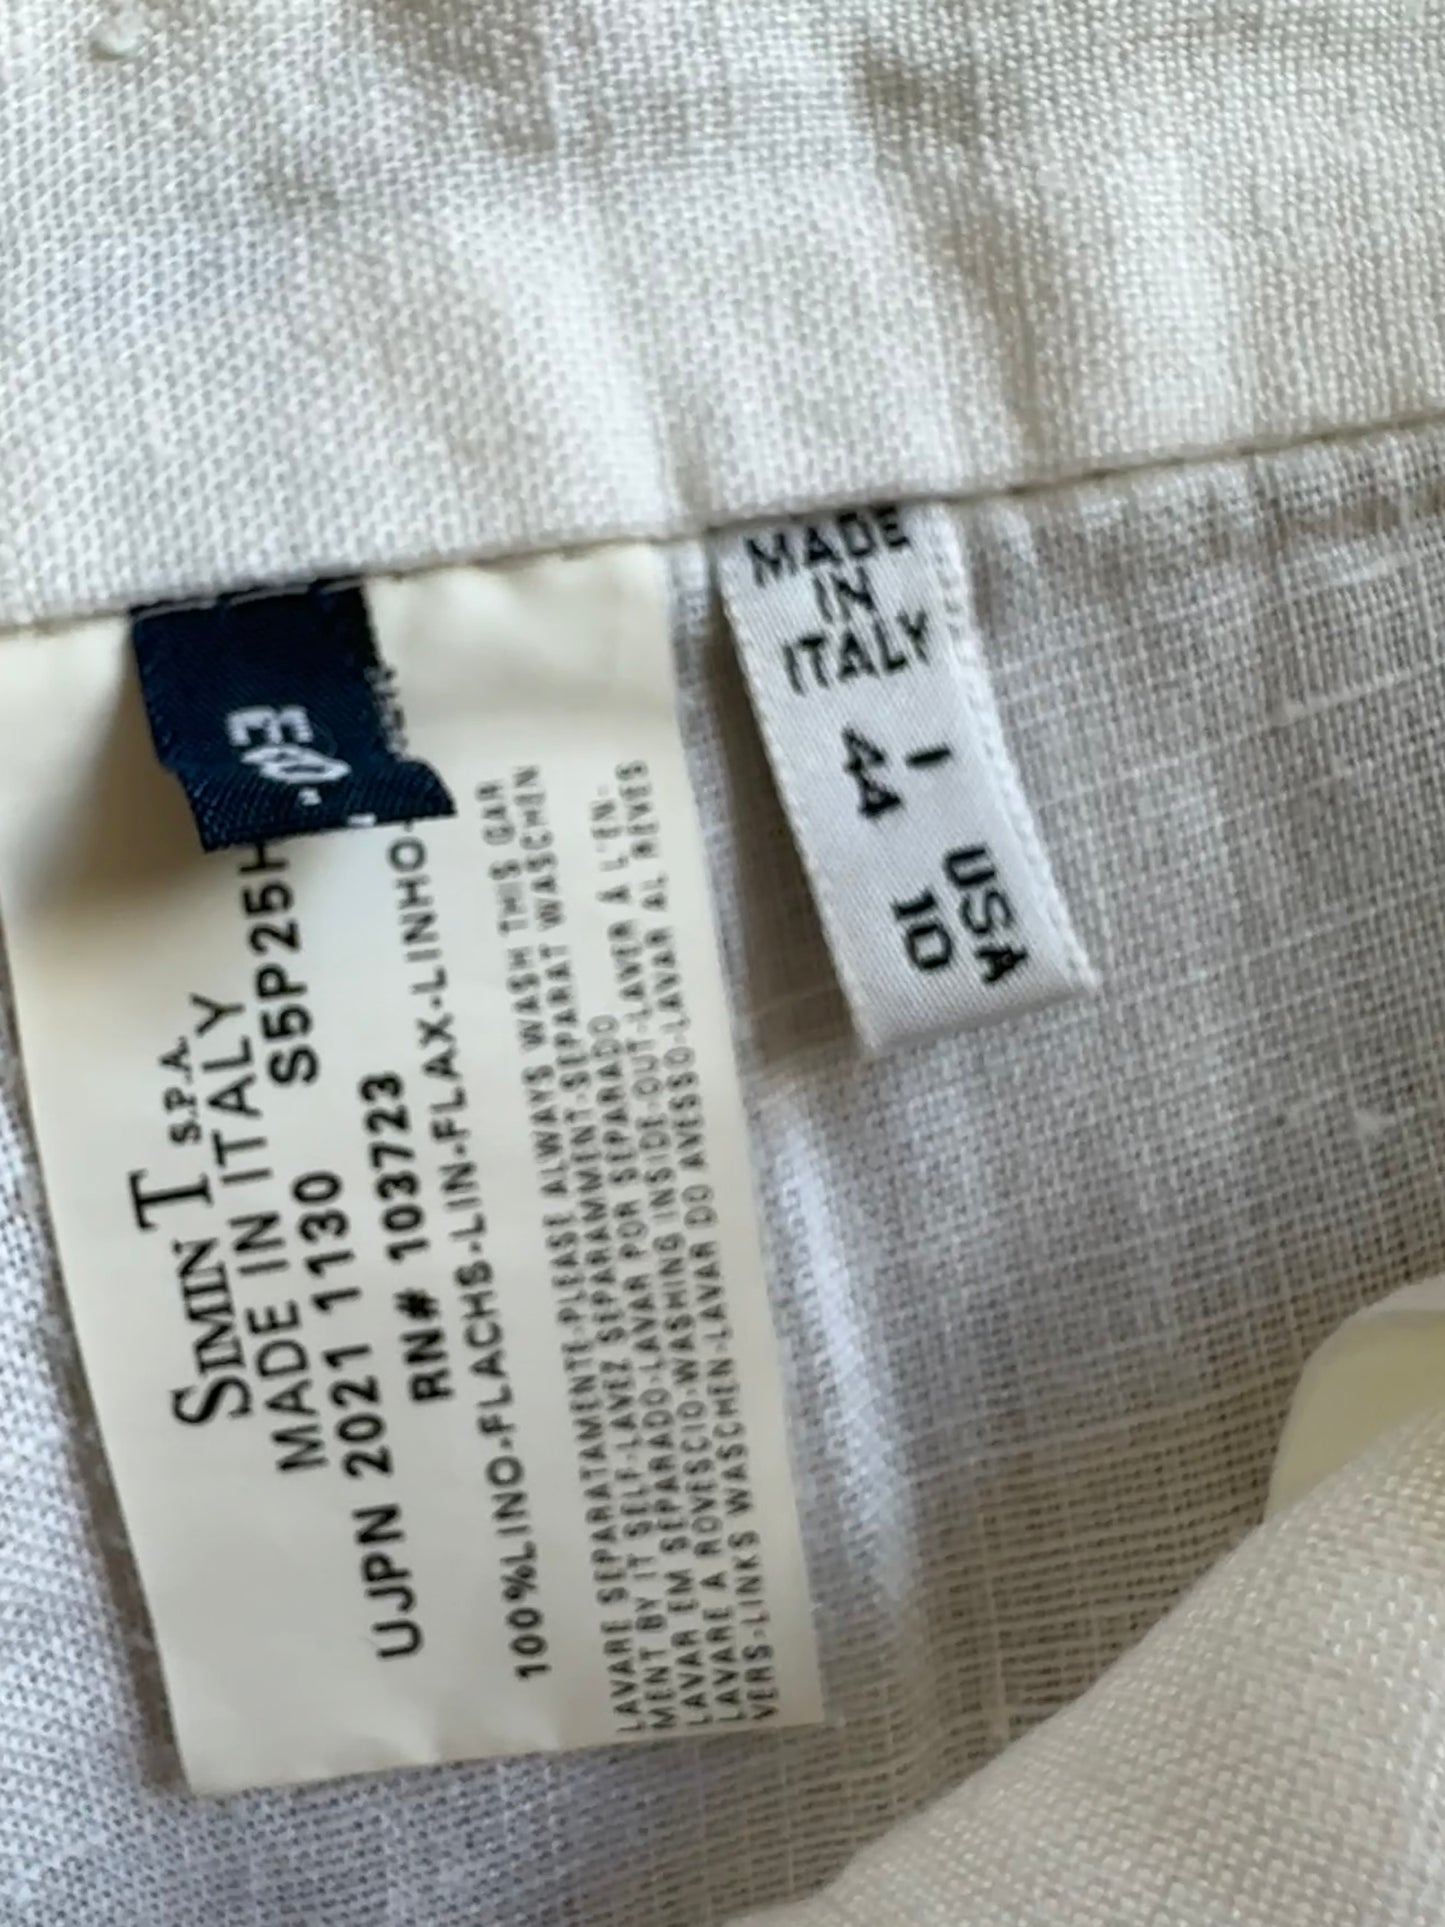 SIMIN T S.P.A.
MADE IN ITALY
MADE 1130 S5P25H
UJPN 2021
RN# 103723
100%LINO-FLACHS-LIN-FLAX-LINHO-
LAVARE SEPARATAMENTE-PLEASE ALWAYS WASH THIS GAR
MENT BY IT SELF-LAVEZ SEPARAMMENT-SEPARAT WASCHEN
LAVAR EM SEPARADO-LAVAR POR SEPARADO
LAVARE A ROVESCIO-WASHING INSIDE-OUT-LAVER A L'EN-
VERS-LINKS WASCHEN-LAVAR DO AVESSO-LAVAR AL REVES
MADE
IN
ITALY
I USA
44 10